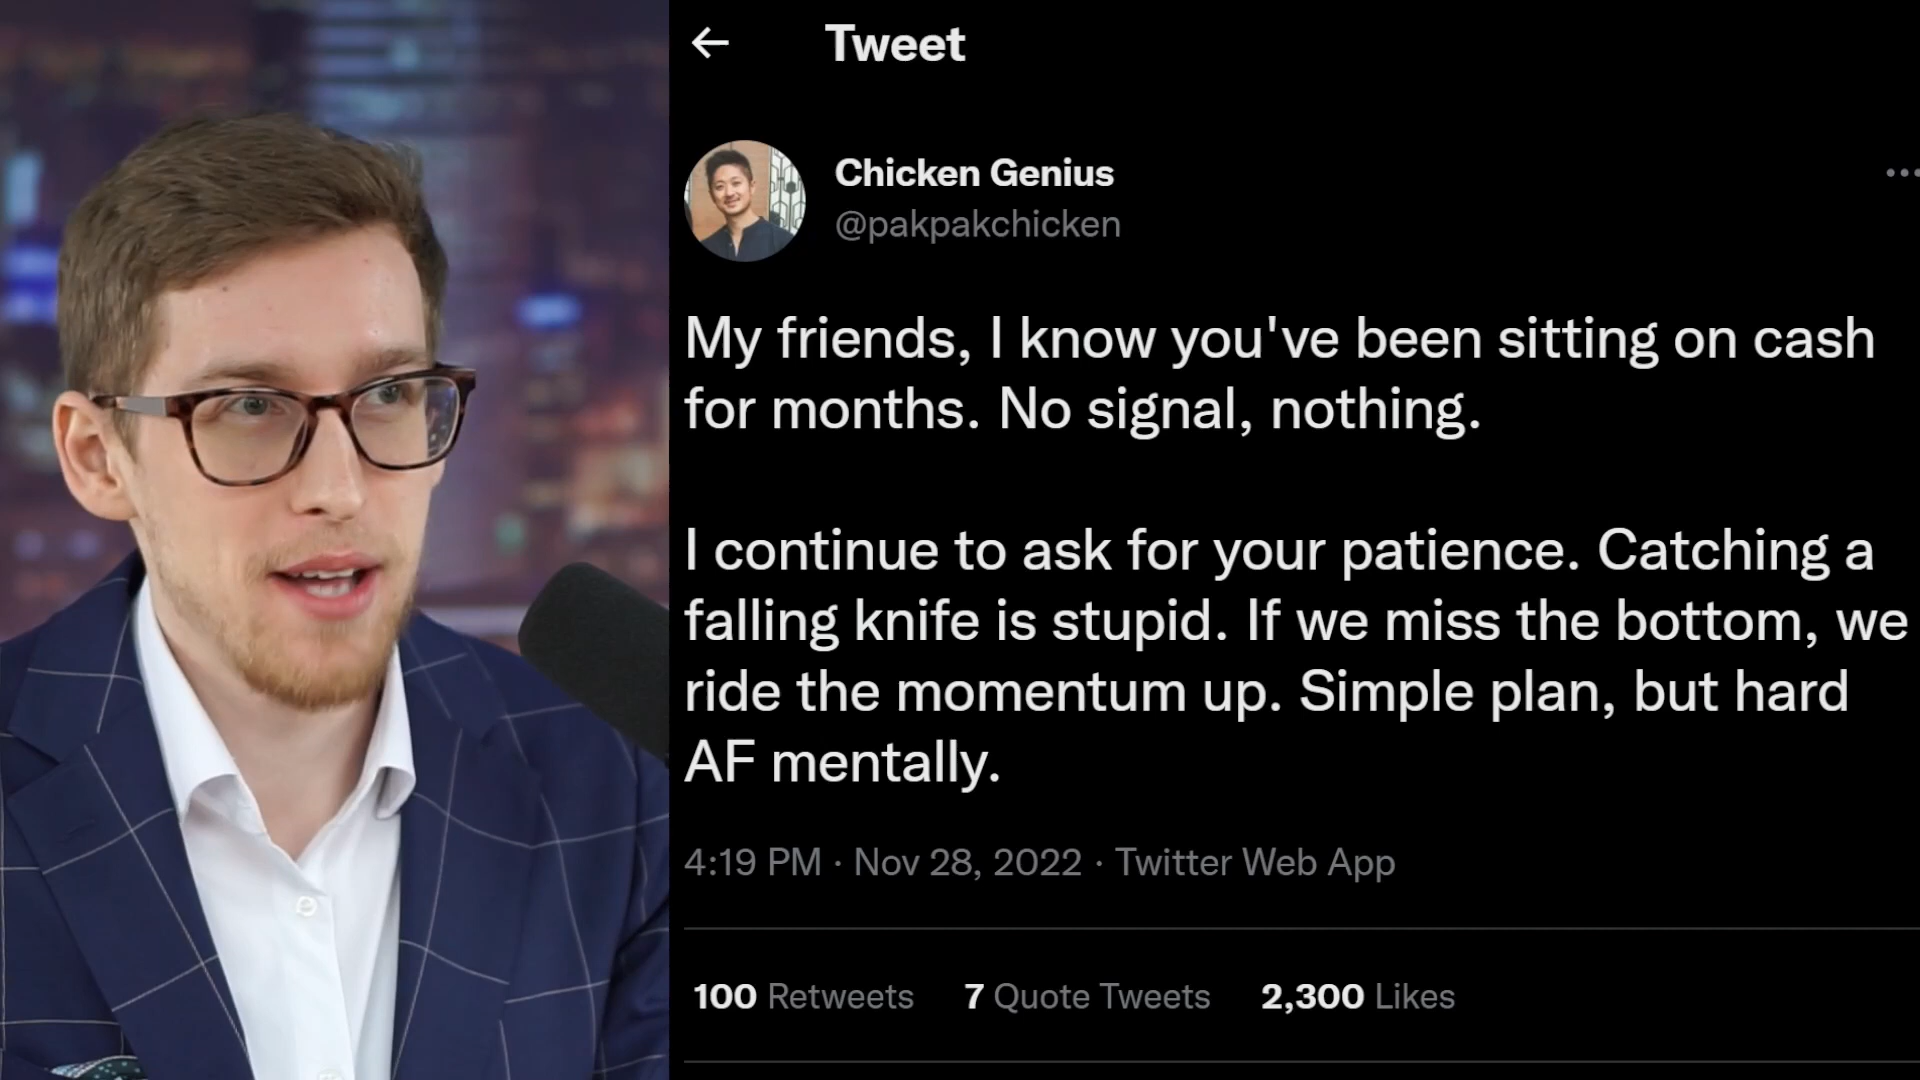 Tweet
Chicken Genius
@pakpakchicken
My friends, I know you've been sitting on cash
for months. No signal, nothing.
I continue to ask for your patience. Catching a
falling knife is stupid. If we miss the bottom, we
ride the momentum up. Simple plan, but hard
AF mentally.
4:19 PM · Nov 28, 2022 · Twitter Web App
100 Retweets 7 Quote Tweets 2,300 Likes